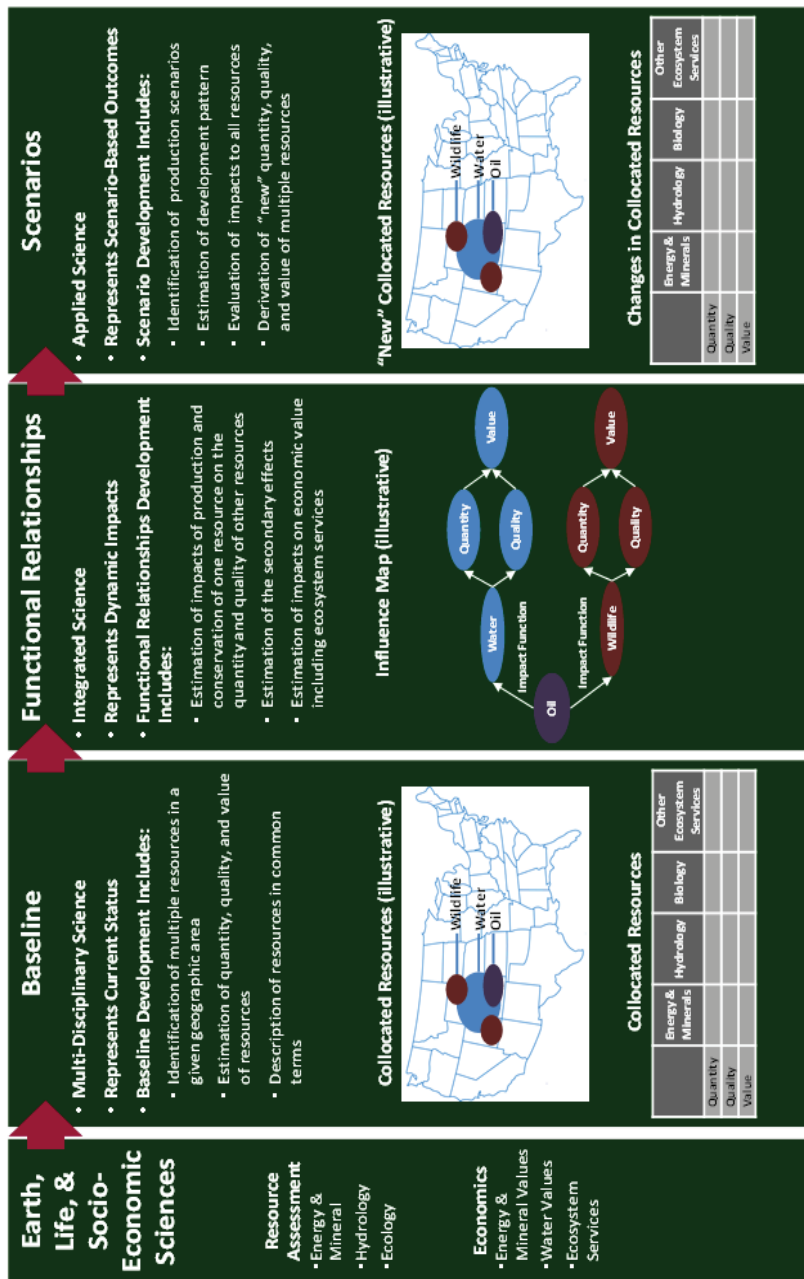 Earth,
Life, &
Socio-
Economic
Sciences
Resource
Assessment
• Energy &
Mineral
• Hydrology
• Ecology
Economics
• Energy &
Mineral Values
• Water Values
• Ecosystem
Services
Baseline
• Multi-Disciplinary Science
• Represents Current Status
• Baseline Development Includes:
• Identification of multiple resources in a
given geographic area
• Estimation of quantity, quality, and value
of resources
• Description of resources in common
terms
Collocated Resources (illustrative)
Wildlife
Water
Oil
Collocated Resources
Energy &
Minerals
Hydrology
Biology
Other
Ecosystem
Services
Quantity
Quality
Value
Functional Relationships
• Integrated Science
• Represents Dynamic Impacts
• Functional Relationships Development
Includes:
• Estimation of impacts of production and
conservation of one resource on the
quantity and quality of other resources
• Estimation of the secondary effects
• Estimation of impacts on economic value
including ecosystem services
Influence Map (illustrative)
Oil
Impact Function
Impact Function
Water
Quantity
Quality
Value
Wildlife
Quantity
Quality
Value
Scenarios
• Applied Science
• Represents Scenario-Based Outcomes
• Scenario Development Includes:
• Identification of production scenarios
• Estimation of development pattern
• Evaluation of impacts to all resources
• Derivation of "new" quantity, quality,
and value of multiple resources
"New" Collocated Resources (illustrative)
Wildlife
Water
Oil
Changes in Collocated Resources
Energy &
Minerals
Hydrology
Biology
Other
Ecosystem
Services
Quantity
Quality
Value